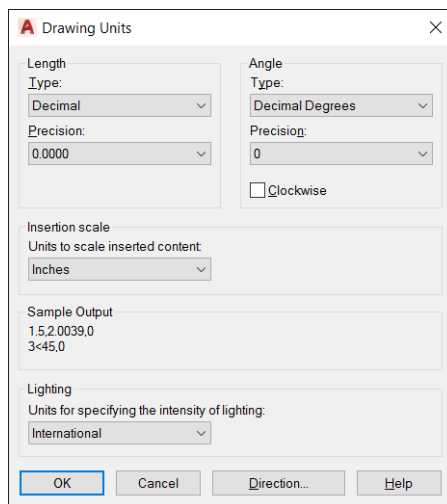 A Drawing Units
Length
Type:
Decimal
Precision:
0.0000
Angle
Type:
Decimal Degrees
Precision:
0
Clockwise
Insertion scale
Units to scale inserted content:
Inches
Sample Output
1.5,2.0039,0
3<45,0
Lighting
Units for specifying the intensity of lighting:
International
OK Cancel Direction... Help